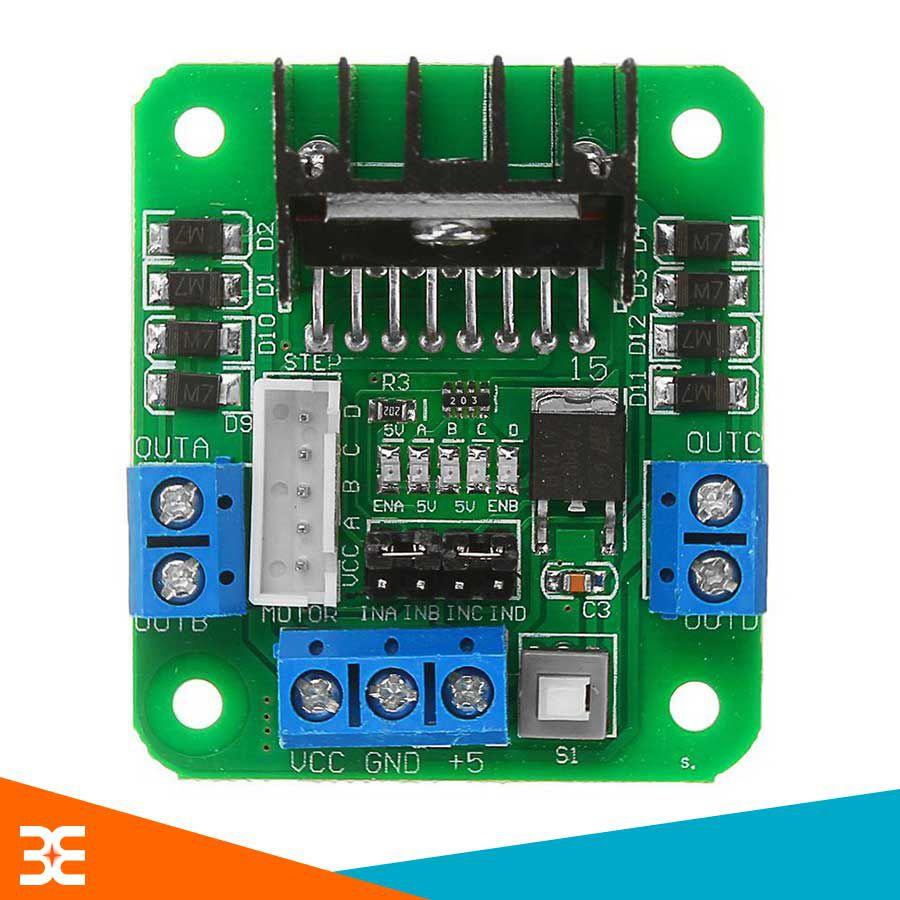 D2
M7
D4
M7
D1
M7
D3
M7
D10
M7
D12
M7
STEP
15
M7
D11
M7
R3
202
203
D9
D
C
B
A
VCC
5V A B C D
OUTA
OUTC
ENA 5V 5V ENB
OUTB
MOTOR
INA INB INC IND
C3
OUTD
VCC GND +5
S1
s.